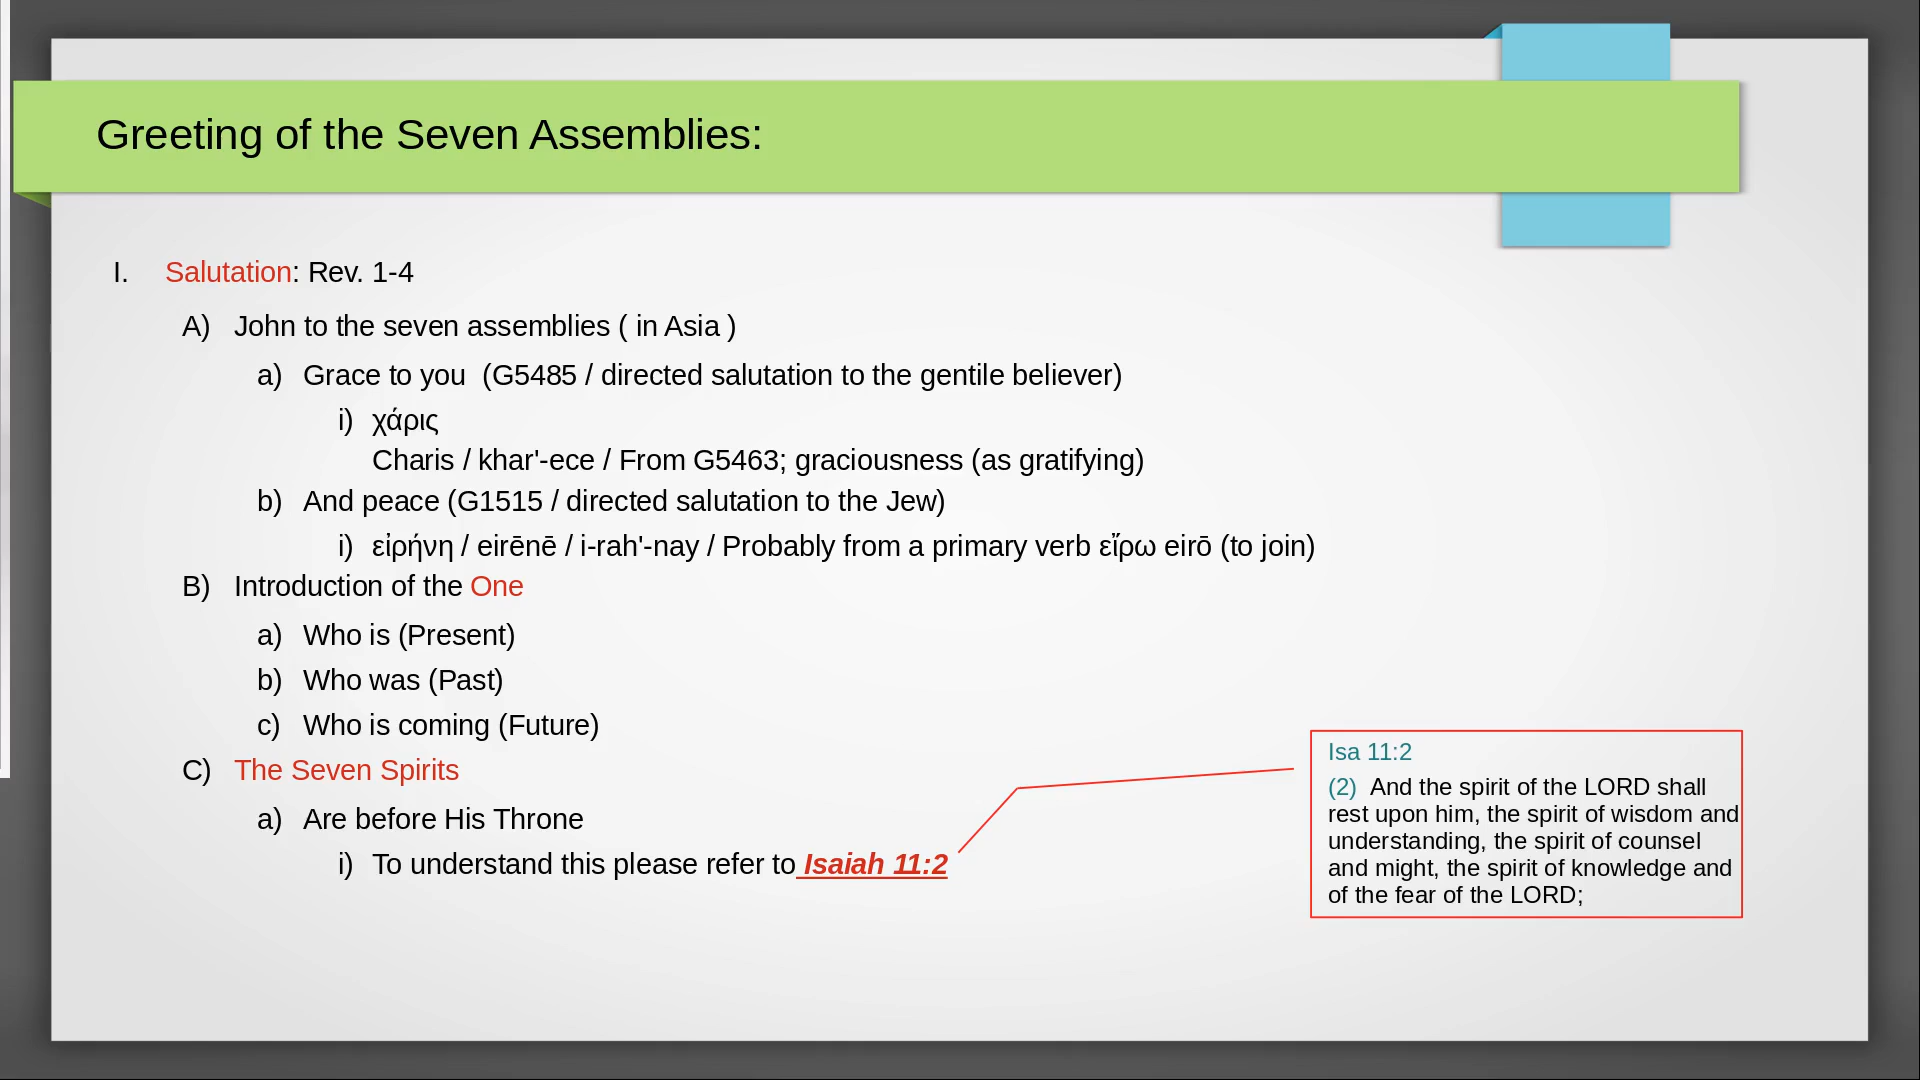 Greeting of the Seven Assemblies:
I. Salutation: Rev. 1-4
A) John to the seven assemblies ( in Asia )
a) Grace to you  (G5485 / directed salutation to the gentile believer)
i) χάρις
Charis / khar'-ece / From G5463; graciousness (as gratifying)
b) And peace (G1515 / directed salutation to the Jew)
i) εἰρήνη / eirēnē / i-rah'-nay / Probably from a primary verb εἴρω eirō (to join)
B) Introduction of the One
a) Who is (Present)
b) Who was (Past)
c) Who is coming (Future)
C) The Seven Spirits
a) Are before His Throne
i) To understand this please refer to Isaiah 11:2
Isa 11:2
(2)  And the spirit of the LORD shall
rest upon him, the spirit of wisdom and
understanding, the spirit of counsel
and might, the spirit of knowledge and
of the fear of the LORD;